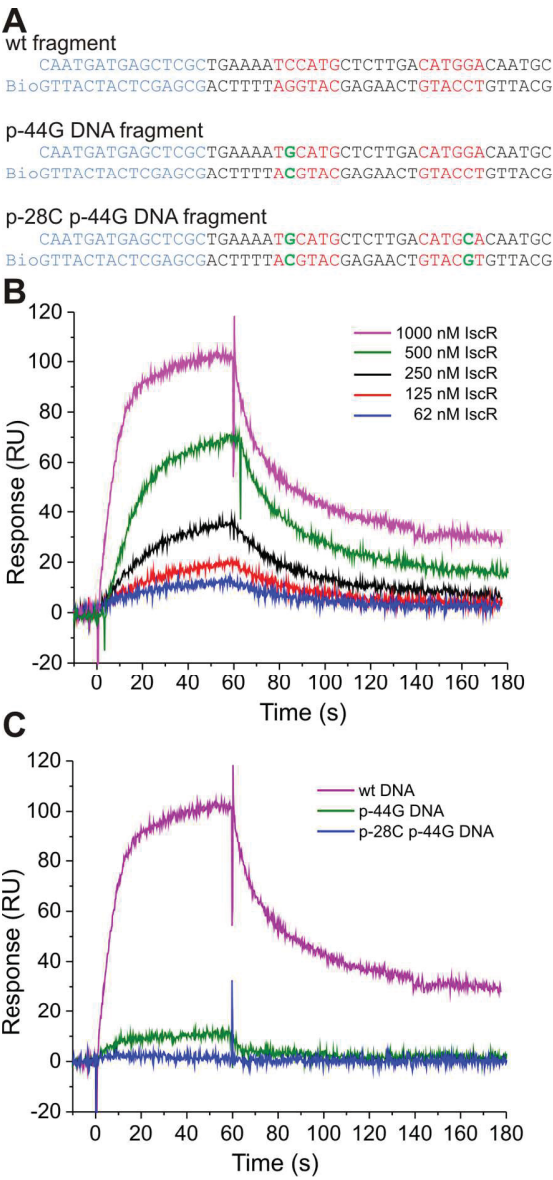 A
wt fragment
CAATGATGAGCTCGCTGAAAATCCATGCTCTTGACATGGACAATGC
BioGTTACTACTCGAGCGACTTTTAGGTACGAGAACTGTACCTGTTACG
p-44G DNA fragment
CAATGATGAGCTCGCTGAAAATGCATGCTCTTGACATGGACAATGC
BioGTTACTACTCGAGCGACTTTTACGTACGAGAACTGTACCTGTTACG
p-28C p-44G DNA fragment
CAATGATGAGCTCGCTGAAAATGCATGCTCTTGACATGCACAATGC
BioGTTACTACTCGAGCGACTTTTACGTACGAGAACTGTACGTGTTACG
B
120
100
80
60
40
20
0
-20
Response (RU)
1000 nM IscR
500 nM IscR
250 nM IscR
125 nM IscR
62 nM IscR
0 20 40 60 80 100 120 140 160 180
Time (s)
C
120
100
80
60
40
20
0
-20
Response (RU)
wt DNA
p-44G DNA
p-28C p-44G DNA
0 20 40 60 80 100 120 140 160 180
Time (s)